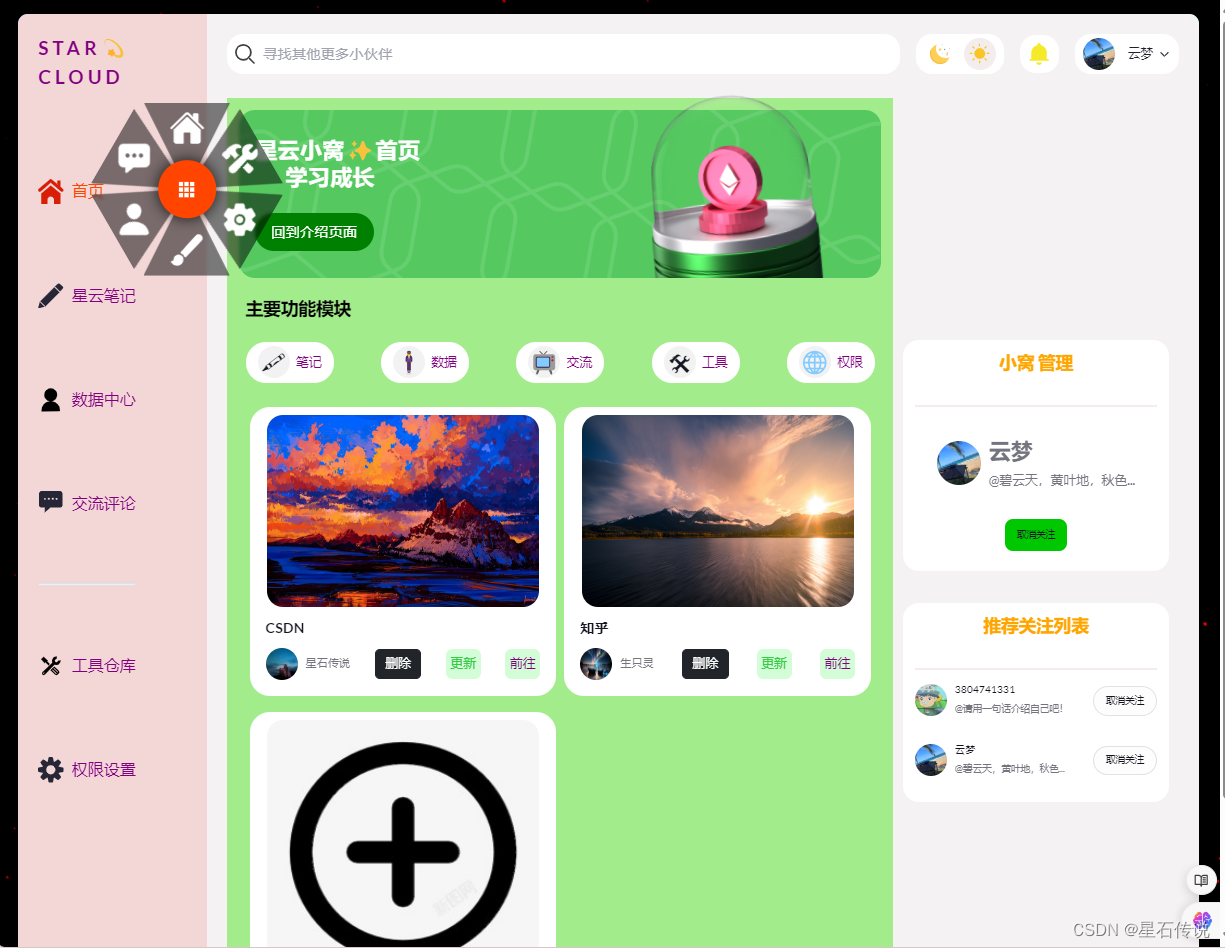 STAR
CLOUD
寻找其他更多小伙伴
云梦
首页
星云笔记
数据中心
交流评论
工具仓库
权限设置
星云小窝✨首页
学习成长
回到介绍页面
主要功能模块
笔记
数据
交流
工具
权限
CSDN
星石传说
删除
更新
前往
知乎
生只灵
删除
更新
前往
小窝 管理
云梦
@碧云天，黄叶地，秋色...
取消关注
推荐关注列表
3804741331
@请用一句话介绍自己吧!
取消关注
云梦
@碧云天，黄叶地，秋色...
取消关注
CSDN @星石传说